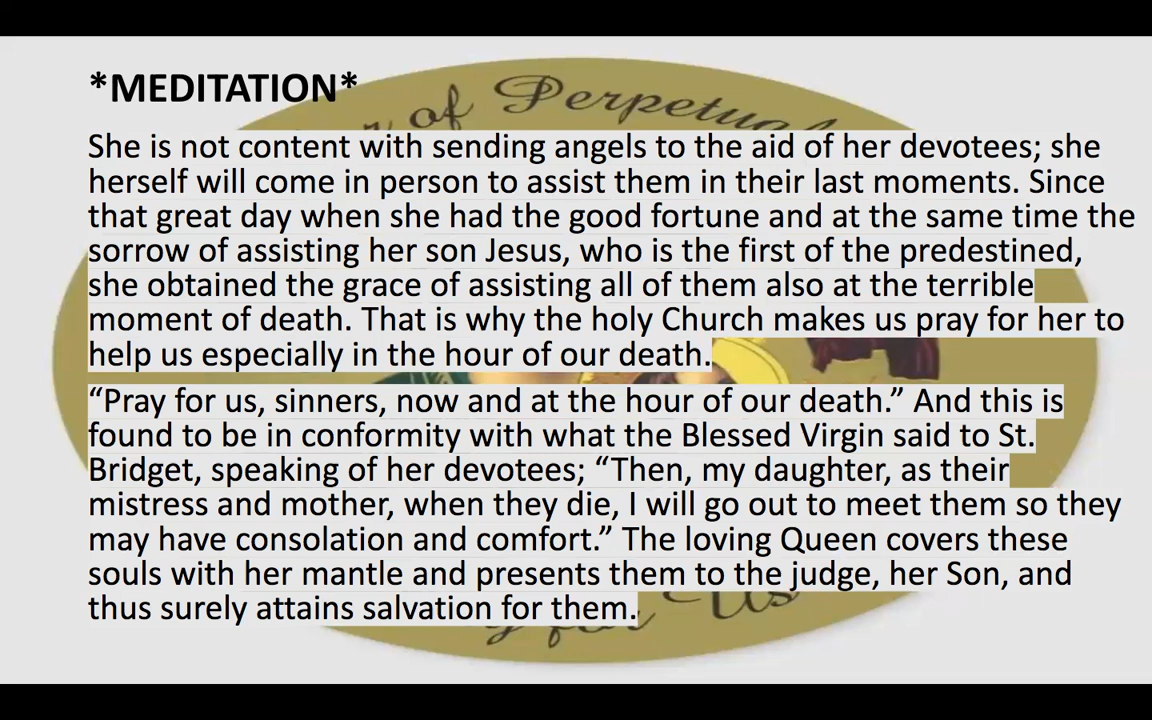 *MEDITATION*
of Perpetual
She is not content with sending angels to the aid of her devotees; she
herself will come in person to assist them in their last moments. Since
that great day when she had the good fortune and at the same time the
sorrow of assisting her son Jesus, who is the first of the predestined,
she obtained the grace of assisting all of them also at the terrible
moment of death. That is why the holy Church makes us pray for her to
help us especially in the hour of our death.
“Pray for us, sinners, now and at the hour of our death.” And this is
found to be in conformity with what the Blessed Virgin said to St.
Bridget, speaking of her devotees; “Then, my daughter, as their
mistress and mother, when they die, I will go out to meet them so they
may have consolation and comfort.” The loving Queen covers these
souls with her mantle and presents them to the judge, her Son, and
thus surely attains salvation for them.
for Us